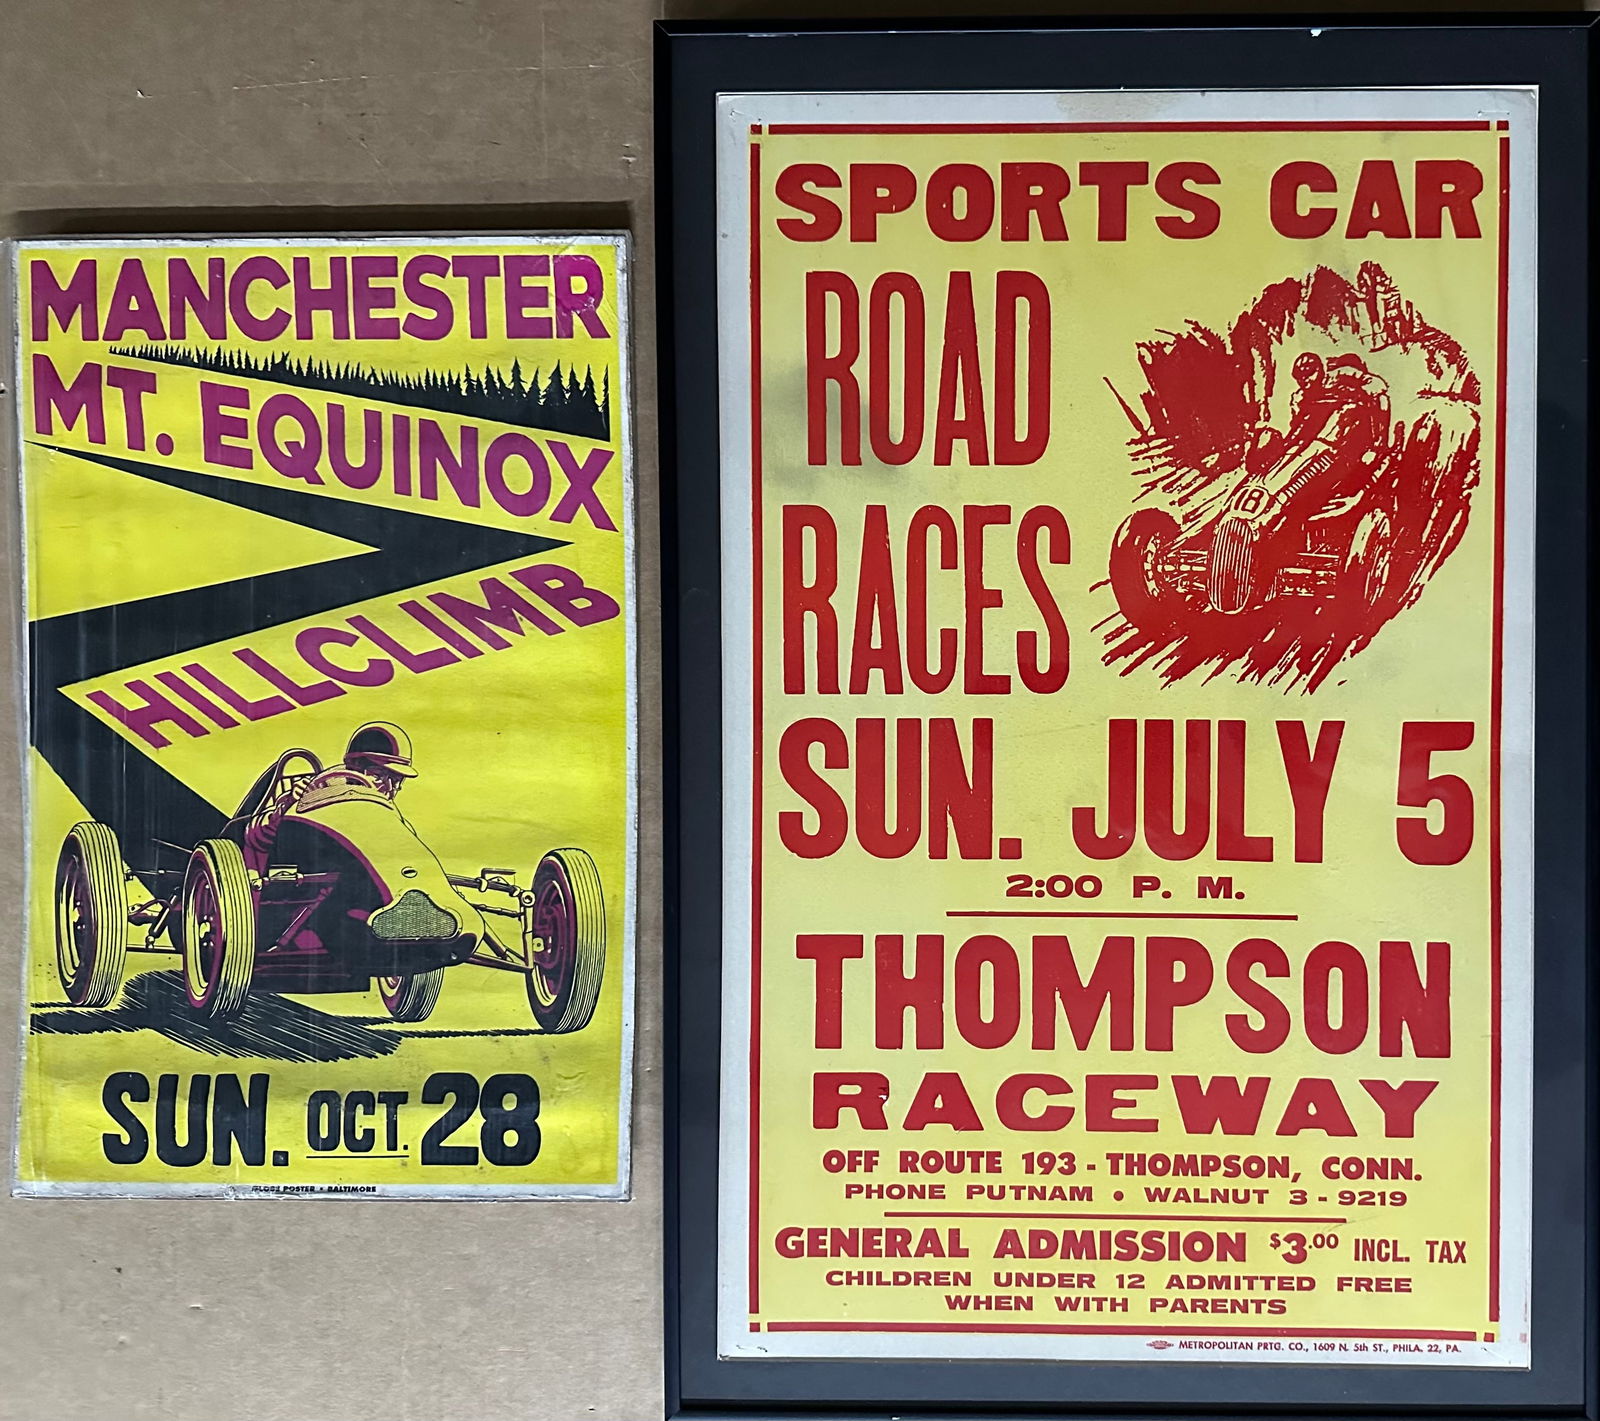 MANCHESTER
MT. EQUINOX
HILLCLIMB
SUN. OCT. 28
GLOBE POSTER • BALTIMORE
SPORTS CAR
ROAD
RACES
18
SUN. JULY 5
2:00 P. M.
THOMPSON
RACEWAY
OFF ROUTE 193 - THOMPSON, CONN.
PHONE PUTNAM • WALNUT 3 - 9219
GENERAL ADMISSION $3.00 INCL. TAX
CHILDREN UNDER 12 ADMITTED FREE
WHEN WITH PARENTS
METROPOLITAN PRTG. CO., 1609 N. 5th ST., PHILA. 22, PA.